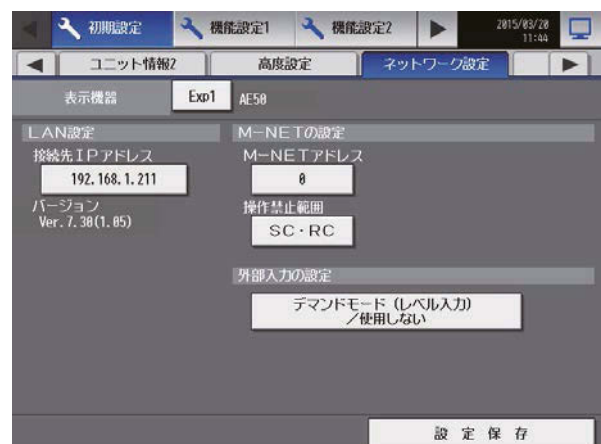 初期設定
機能設定1
機能設定2
2015/03/20
11:44
ユニット情報2
高度設定
ネットワーク設定
表示機器
Exp1
AE50
LAN設定
接続先IPアドレス
192.168.1.211
バージョン
Ver.7.30(1.05)
M-NETの設定
M-NETアドレス
0
操作禁止範囲
SC・RC
外部入力の設定
デマンドモード（レベル入力）
／使用しない
設定保存